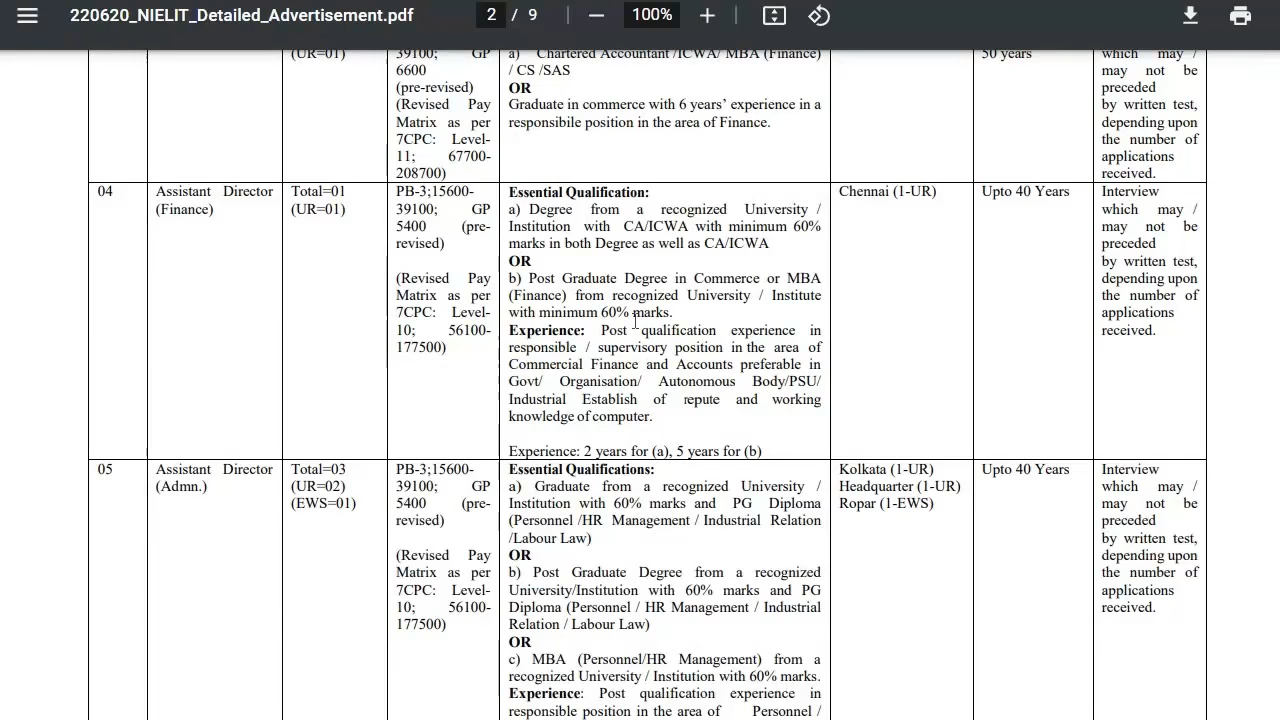 220620_NIELIT_Detailed_Advertisement.pdf
2 / 9
100%
(UR=01)
39100; GP
6600
(pre-revised)
(Revised Pay
Matrix as per
7CPC: Level-
11; 67700-
208700)
a) Chartered Accountant /ICWA/ MBA (Finance)
/ CS /SAS
OR
Graduate in commerce with 6 years’ experience in a
responsibile position in the area of Finance.
50 years
which may /
may not be
preceded
by written test,
depending upon
the number of
applications
received.
04
Assistant Director
(Finance)
Total=01
(UR=01)
PB-3;15600-
39100; GP
5400 (pre-
revised)
(Revised Pay
Matrix as per
7CPC: Level-
10; 56100-
177500)
Essential Qualification:
a) Degree from a recognized University /
Institution with CA/ICWA with minimum 60%
marks in both Degree as well as CA/ICWA
OR
b) Post Graduate Degree in Commerce or MBA
(Finance) from recognized University / Institute
with minimum 60% marks.
Experience: Post qualification experience in
responsible / supervisory position in the area of
Commercial Finance and Accounts preferable in
Govt/ Organisation/ Autonomous Body/PSU/
Industrial Establish of repute and working
knowledge of computer.
Experience: 2 years for (a), 5 years for (b)
Chennai (1-UR)
Upto 40 Years
Interview
which may /
may not be
preceded
by written test,
depending upon
the number of
applications
received.
05
Assistant Director
(Admn.)
Total=03
(UR=02)
(EWS=01)
PB-3;15600-
39100; GP
5400 (pre-
revised)
(Revised Pay
Matrix as per
7CPC: Level-
10; 56100-
177500)
Essential Qualifications:
a) Graduate from a recognized University /
Institution with 60% marks and PG Diploma
(Personnel /HR Management / Industrial Relation
/Labour Law)
OR
b) Post Graduate Degree from a recognized
University/Institution with 60% marks and PG
Diploma (Personnel / HR Management / Industrial
Relation / Labour Law)
OR
c) MBA (Personnel/HR Management) from a
recognized University / Institution with 60% marks.
Experience: Post qualification experience in
responsible position in the area of Personnel /
Kolkata (1-UR)
Headquarter (1-UR)
Ropar (1-EWS)
Upto 40 Years
Interview
which may /
may not be
preceded
by written test,
depending upon
the number of
applications
received.